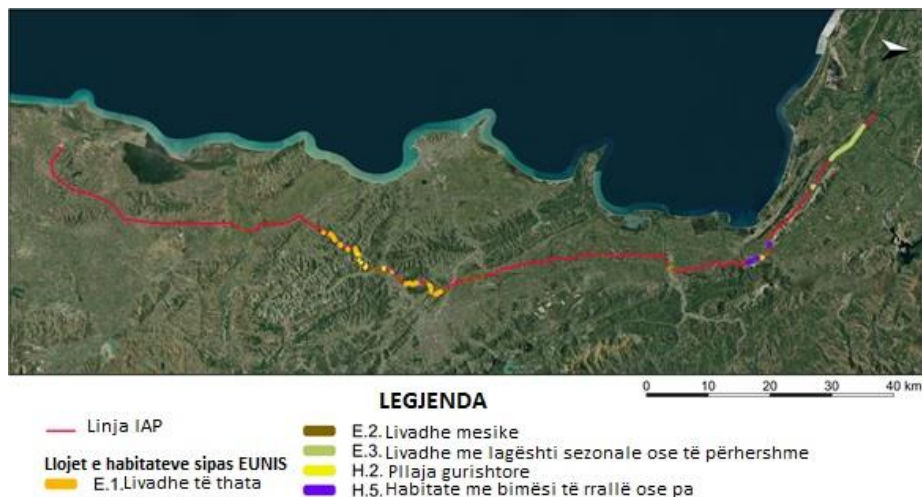 0 10 20 30 40 km
LEGJENDA
Linja IAP
Llojet e habitateve sipas EUNIS
E.1. Livadhe të thata
E.2. Livadhe mesike
E.3. Livadhe me lagështi sezonale ose të përhershme
H.2. Pllaja gurishtore
H.5. Habitate me bimësi të rrallë ose pa